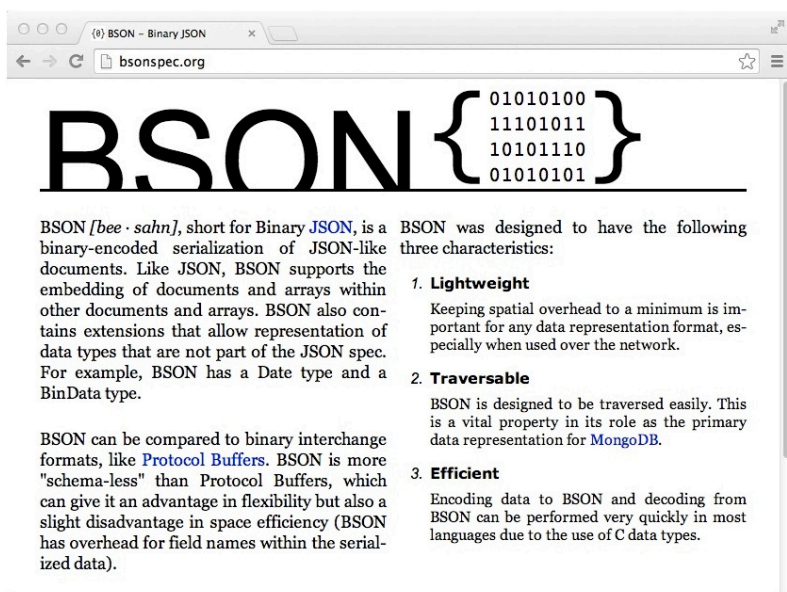 {0} BSON – Binary JSON
bsonspec.org
BSON
{
01010100
11101011
10101110
01010101
}
BSON [bee · sahn], short for Binary JSON, is a
binary-encoded serialization of JSON-like
documents. Like JSON, BSON supports the
embedding of documents and arrays within
other documents and arrays. BSON also con-
tains extensions that allow representation of
data types that are not part of the JSON spec.
For example, BSON has a Date type and a
BinData type.
BSON can be compared to binary interchange
formats, like Protocol Buffers. BSON is more
"schema-less" than Protocol Buffers, which
can give it an advantage in flexibility but also a
slight disadvantage in space efficiency (BSON
has overhead for field names within the serial-
ized data).
BSON was designed to have the following
three characteristics:
1. Lightweight
Keeping spatial overhead to a minimum is im-
portant for any data representation format, es-
pecially when used over the network.
2. Traversable
BSON is designed to be traversed easily. This
is a vital property in its role as the primary
data representation for MongoDB.
3. Efficient
Encoding data to BSON and decoding from
BSON can be performed very quickly in most
languages due to the use of C data types.